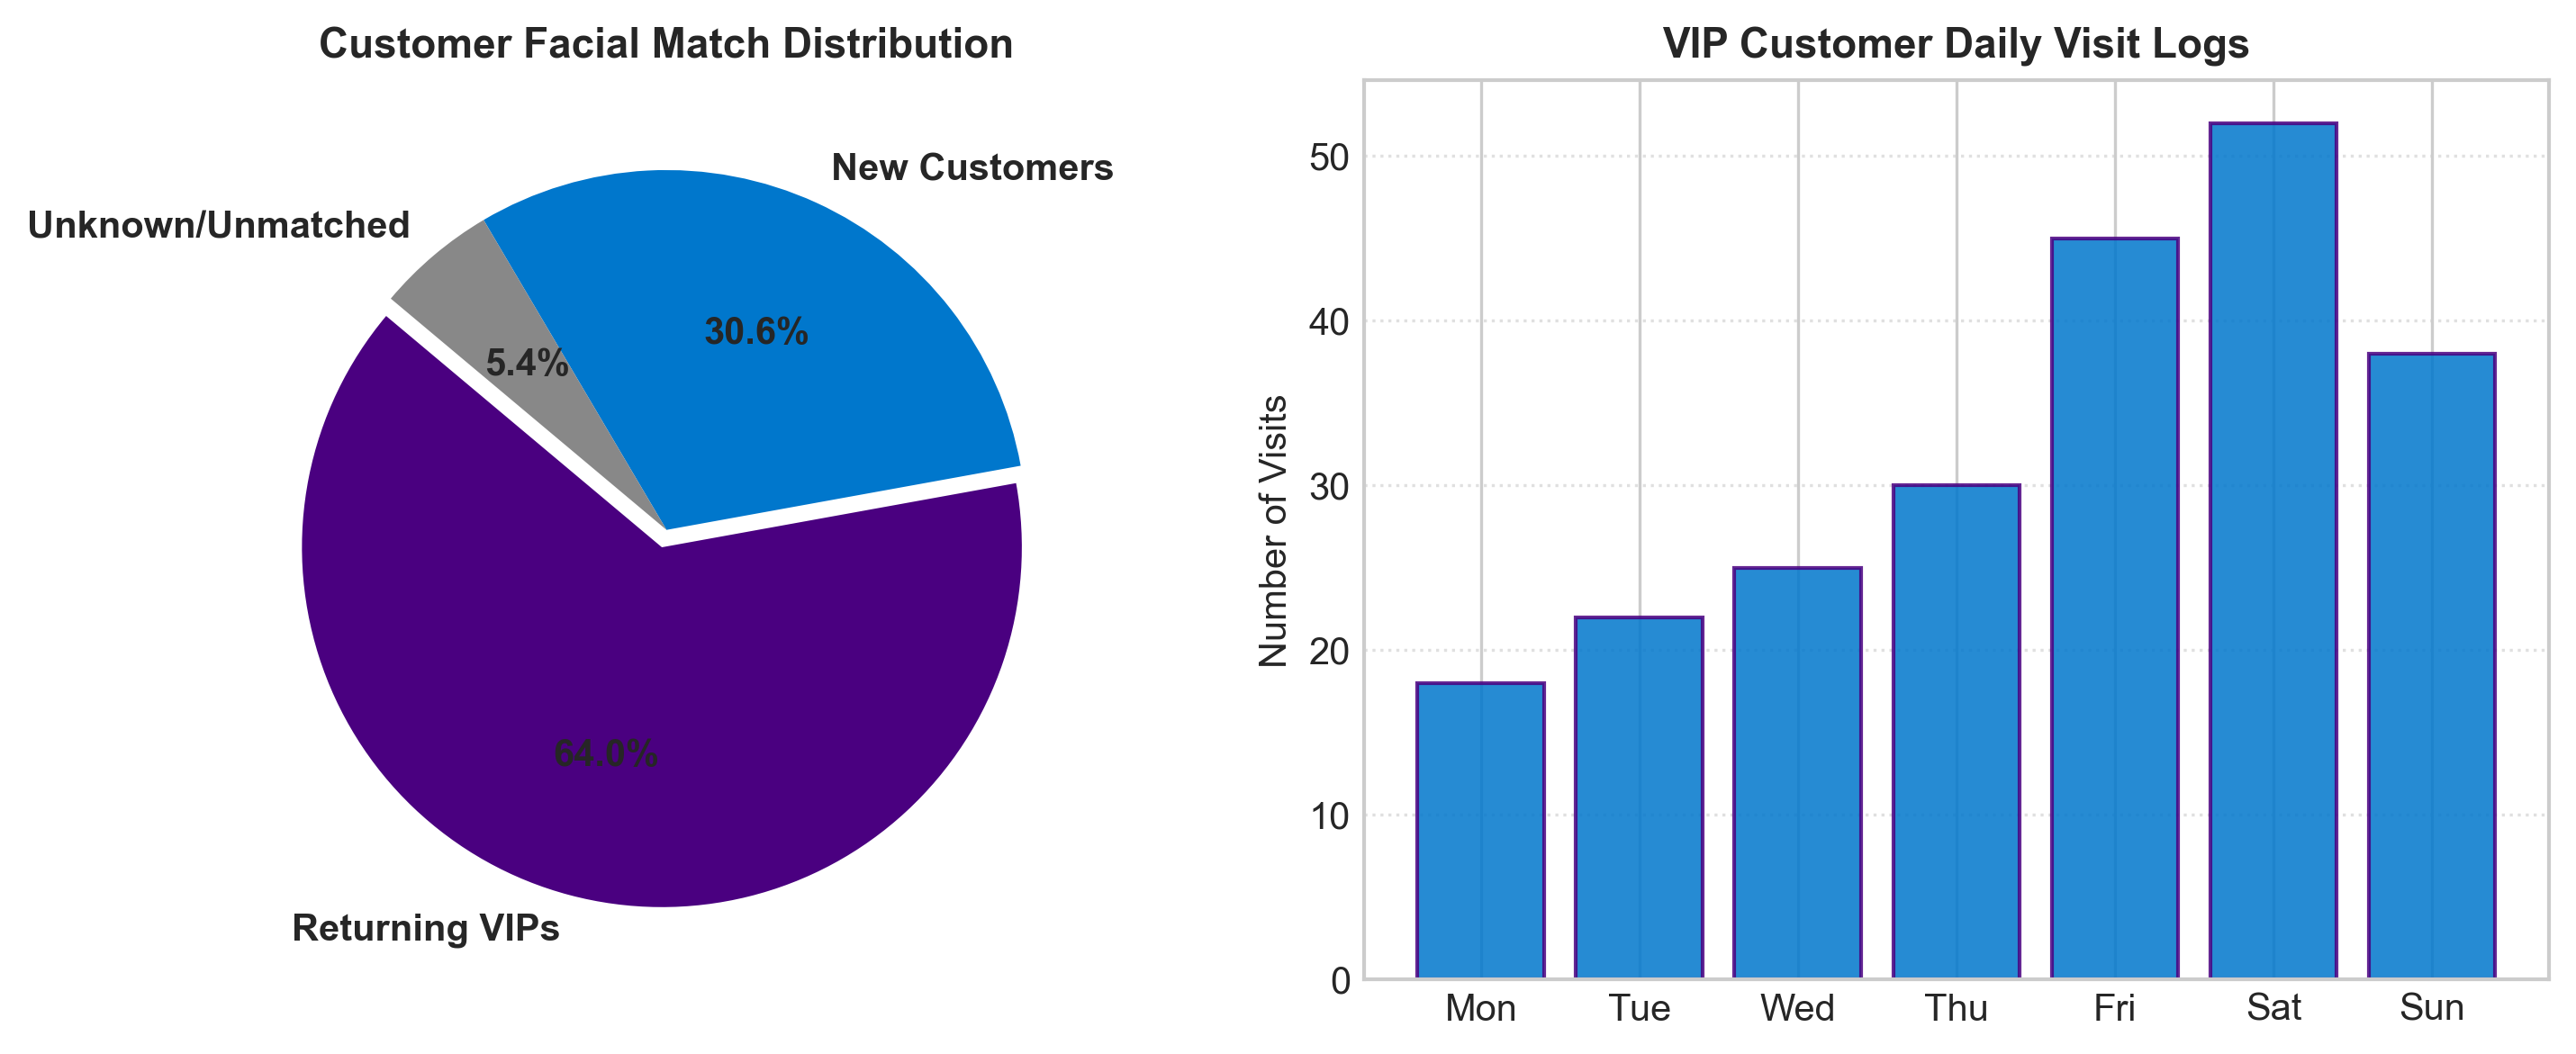 Customer Facial Match Distribution
New Customers
Unknown/Unmatched
30.6%
5.4%
64.0%
Returning VIPs
VIP Customer Daily Visit Logs
Number of Visits
50
40
30
20
10
0
Mon Tue Wed Thu Fri Sat Sun